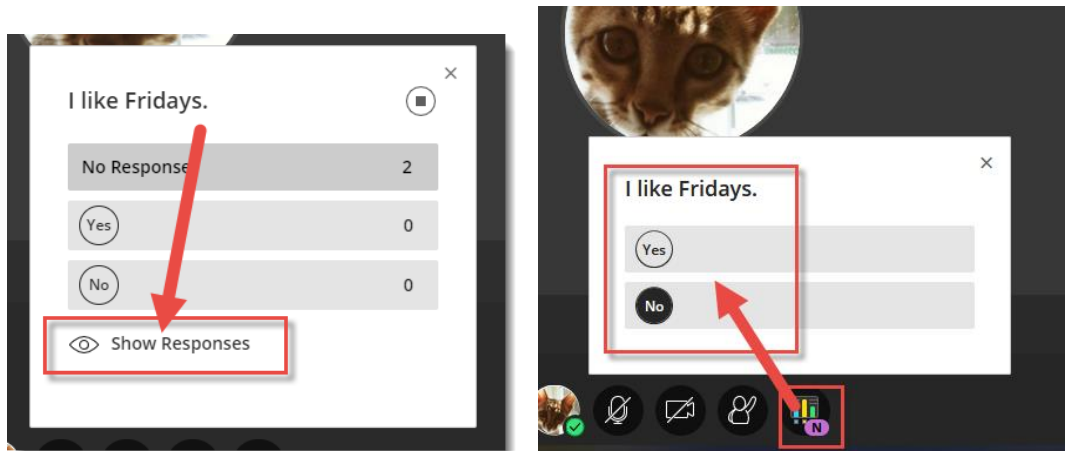 I like Fridays.
No Response 2
Yes 0
No 0
Show Responses
I like Fridays.
Yes
No
N